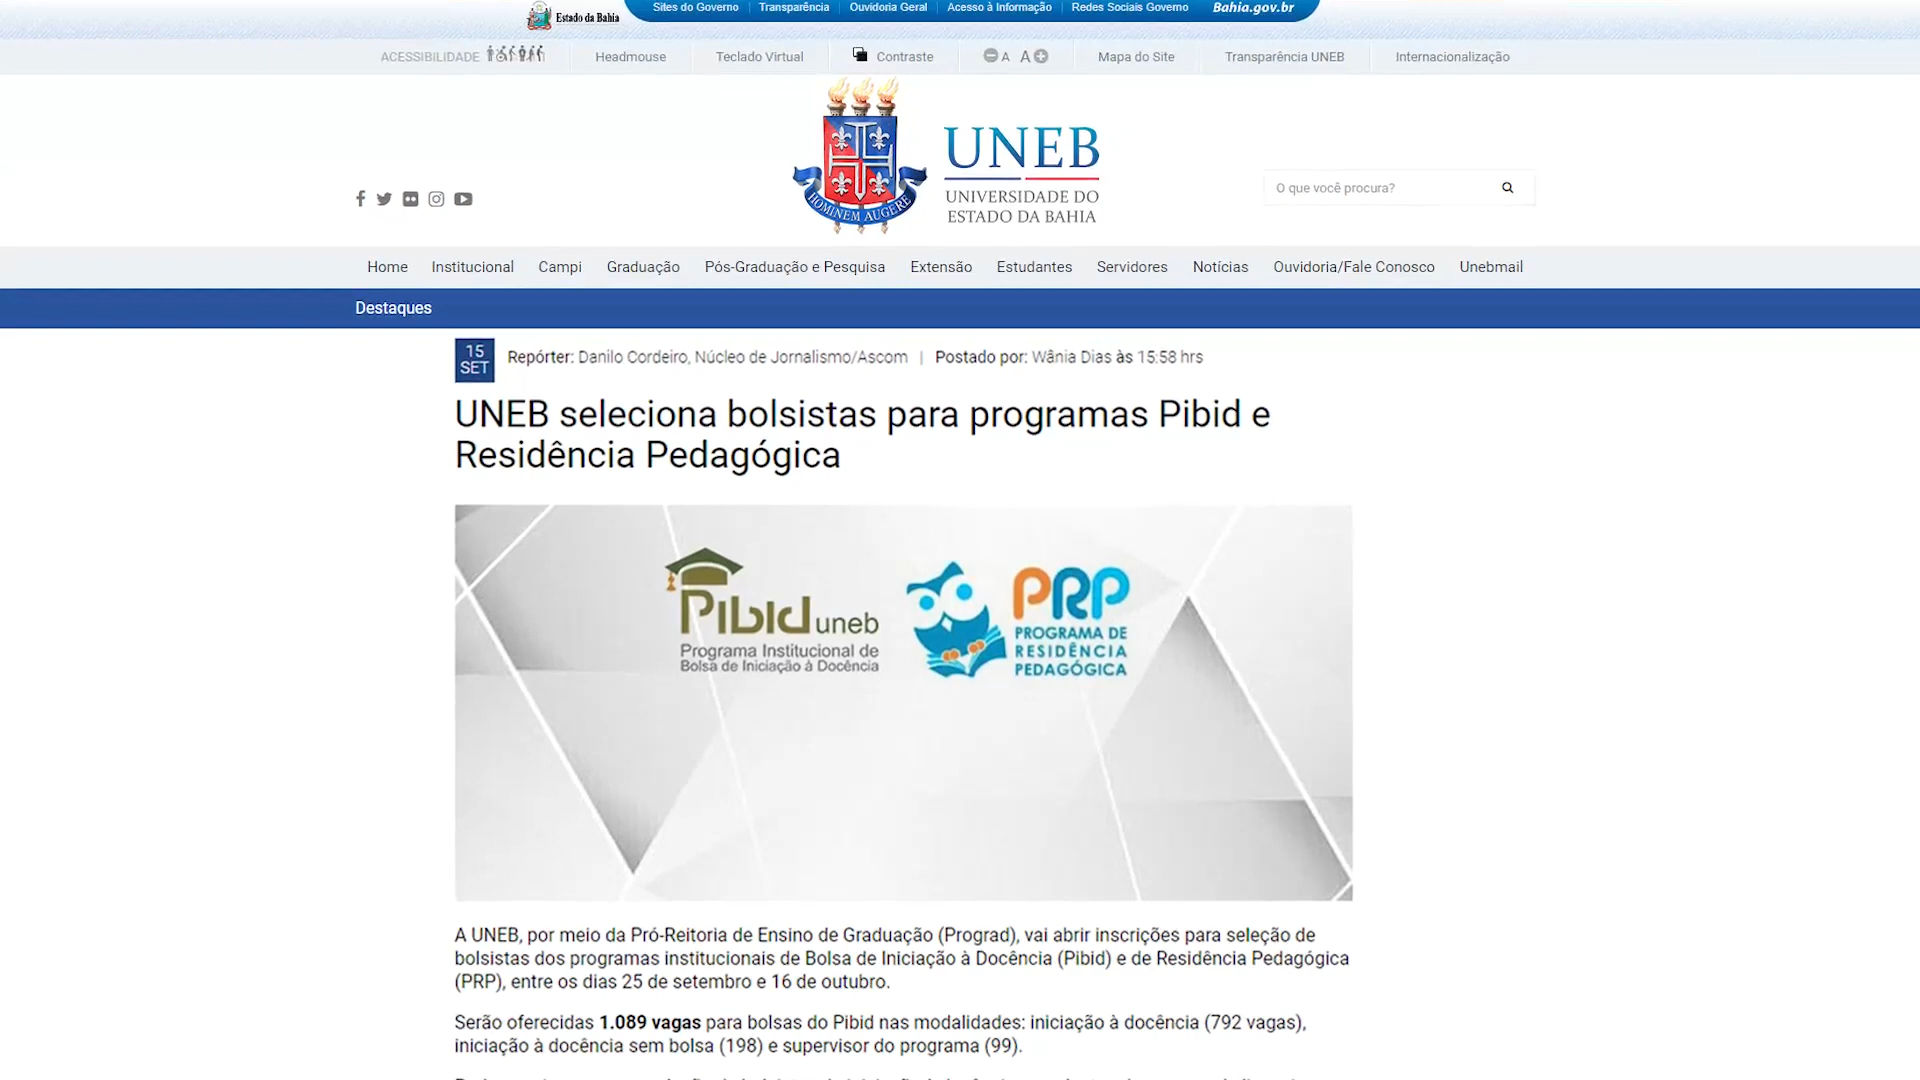 Estado da Bahia
Sites do Governo Transparência Ouvidoria Geral Acesso à Informação Redes Sociais Governo Bahia.gov.br
ACESSIBILIDADE Headmouse Teclado Virtual Contraste A A Mapa do Site Transparência UNEB Internacionalização
HOMINEM AUGERE
UNEB
UNIVERSIDADE DO
ESTADO DA BAHIA
O que você procura?
Home Institucional Campi Graduação Pós-Graduação e Pesquisa Extensão Estudantes Servidores Notícias Ouvidoria/Fale Conosco Unebmail
Destaques
15
SET
Repórter: Danilo Cordeiro, Núcleo de Jornalismo/Ascom | Postado por: Wânia Dias às 15:58 hrs
UNEB seleciona bolsistas para programas Pibid e
Residência Pedagógica
Pibid uneb
Programa Institucional de
Bolsa de Iniciação à Docência
PRP
PROGRAMA DE
RESIDÊNCIA
PEDAGÓGICA
A UNEB, por meio da Pró-Reitoria de Ensino de Graduação (Prograd), vai abrir inscrições para seleção de
bolsistas dos programas institucionais de Bolsa de Iniciação à Docência (Pibid) e de Residência Pedagógica
(PRP), entre os dias 25 de setembro e 16 de outubro.
Serão oferecidas 1.089 vagas para bolsas do Pibid nas modalidades: iniciação à docência (792 vagas),
iniciação à docência sem bolsa (198) e supervisor do programa (99).